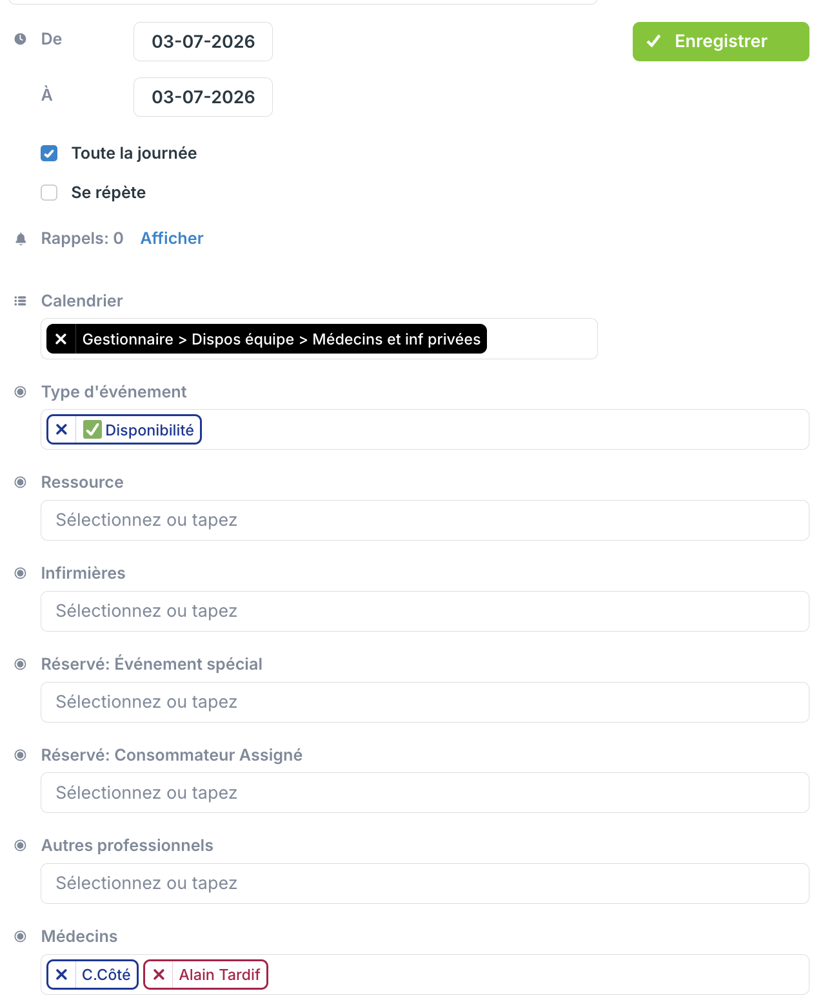 De
03-07-2026
Enregistrer
À
03-07-2026
Toute la journée
Se répète
Rappels: 0 Afficher
Calendrier
Gestionnaire > Dispos équipe > Médecins et inf privées
Type d'événement
✅ Disponibilité
Ressource
Sélectionnez ou tapez
Infirmières
Sélectionnez ou tapez
Réservé: Événement spécial
Sélectionnez ou tapez
Réservé: Consommateur Assigné
Sélectionnez ou tapez
Autres professionnels
Sélectionnez ou tapez
Médecins
C.Côté Alain Tardif